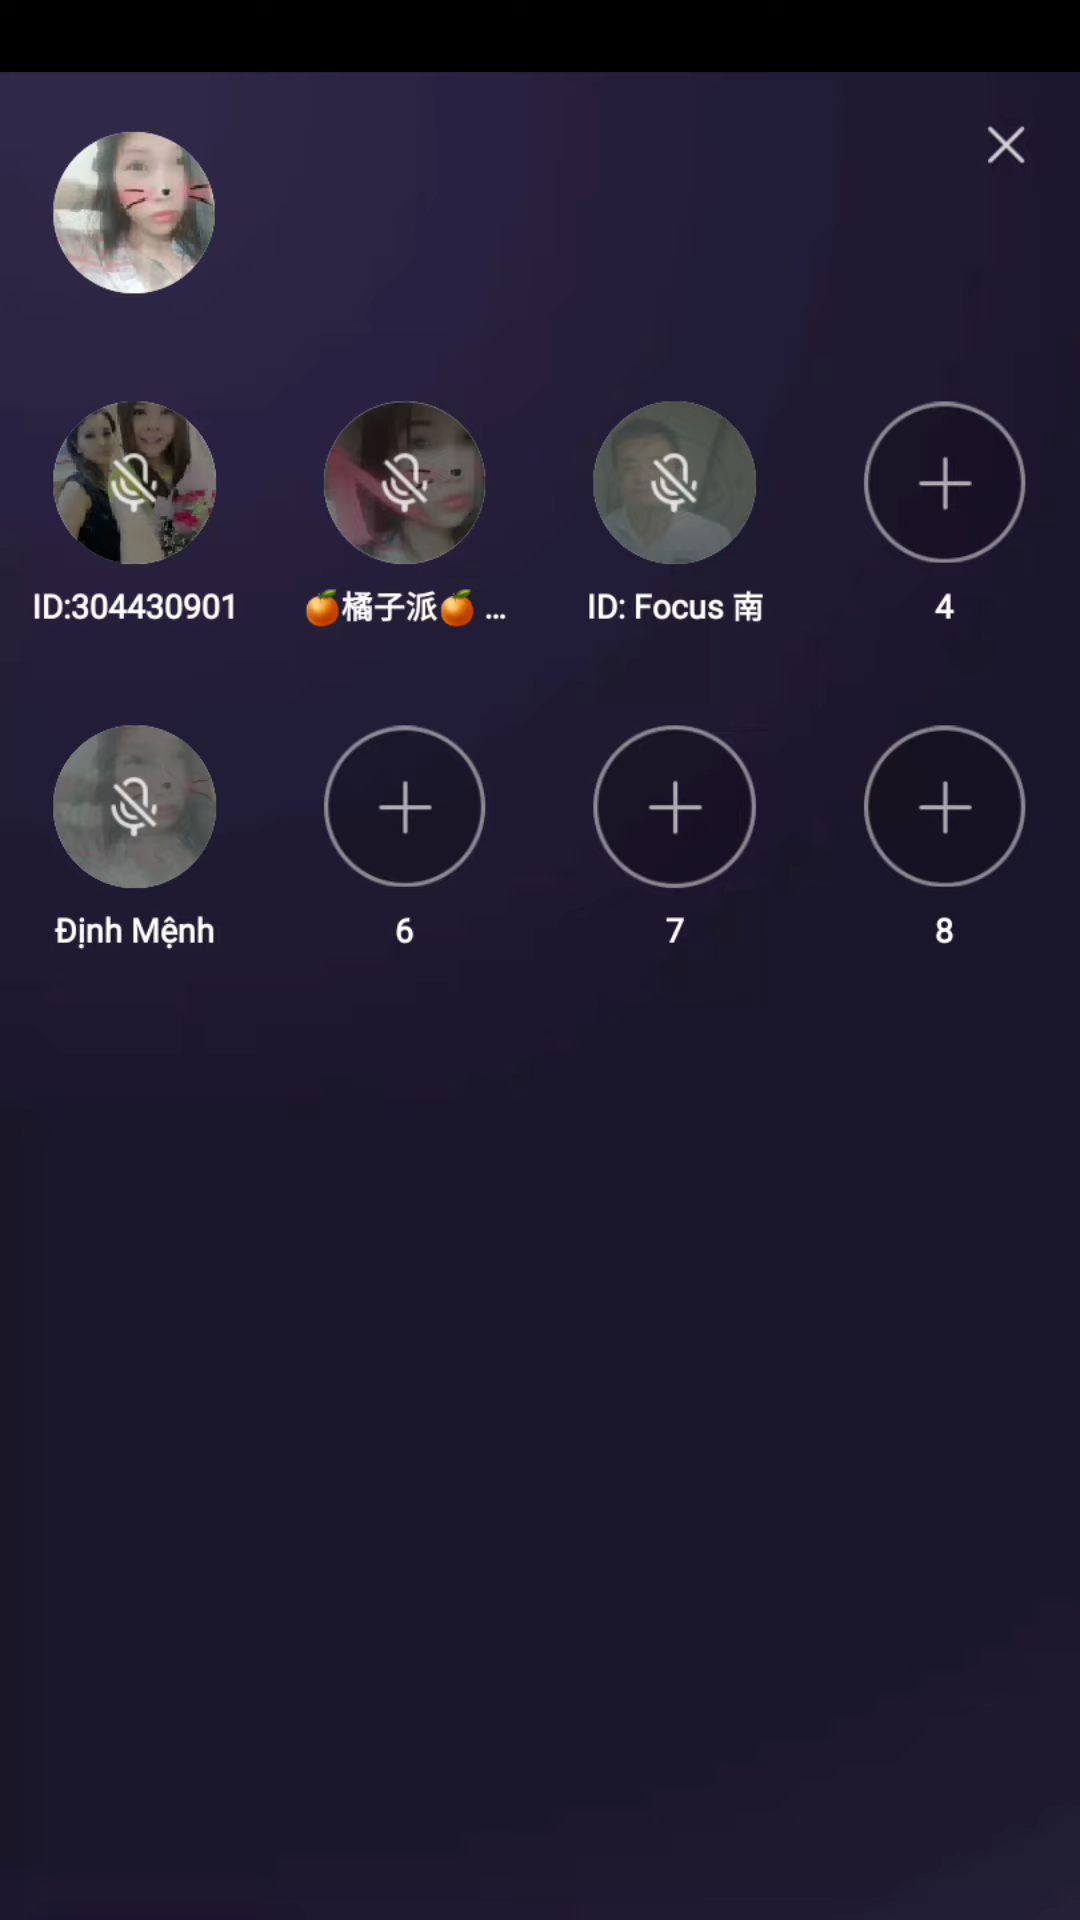 ID:304430901
🍊橘子派🍊 ...
ID: Focus 南
4
Định Mệnh
6
7
8